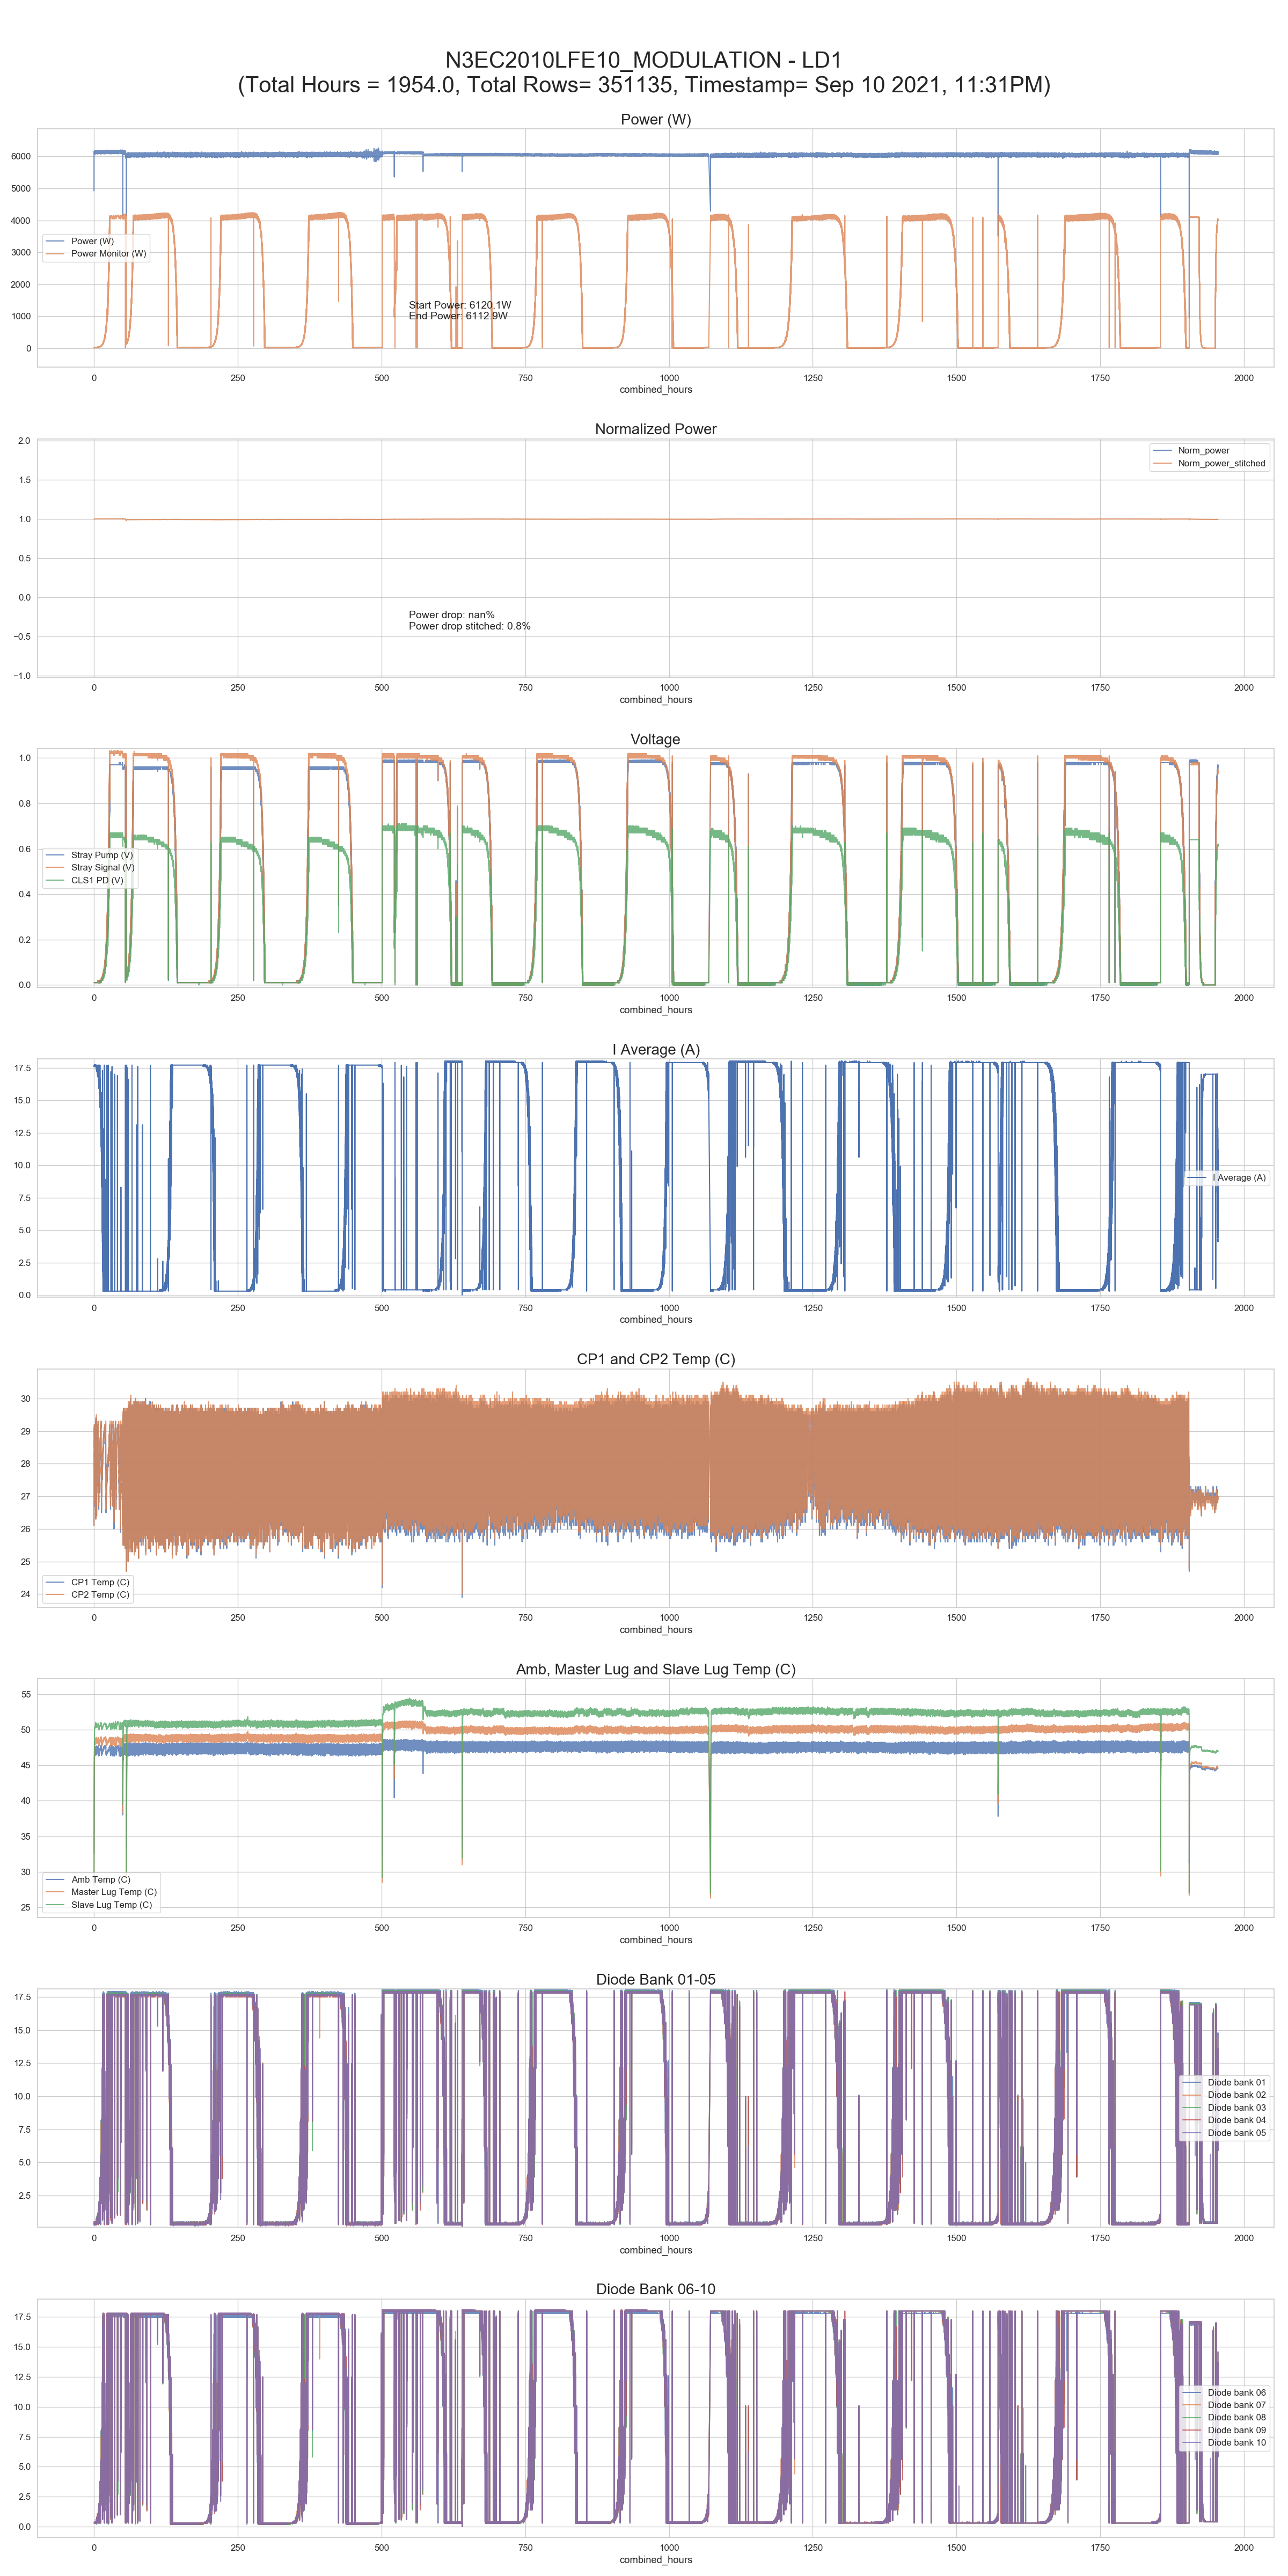 N3EC2010LFE10_MODULATION - LD1
(Total Hours = 1954.0, Total Rows= 351135, Timestamp= Sep 10 2021, 11:31PM)
Power (W)
6000
5000
4000
3000
2000
1000
0
Power (W)
Power Monitor (W)
Start Power: 6120.1W
End Power: 6112.9W
0 250 500 750 1000 1250 1500 1750 2000
combined_hours
Normalized Power
2.0
1.5
1.0
0.5
0.0
−0.5
−1.0
Norm_power
Norm_power_stitched
Power drop: nan%
Power drop stitched: 0.8%
0 250 500 750 1000 1250 1500 1750 2000
combined_hours
Voltage
1.0
0.8
0.6
0.4
0.2
0.0
Stray Pump (V)
Stray Signal (V)
CLS1 PD (V)
0 250 500 750 1000 1250 1500 1750 2000
combined_hours
I Average (A)
17.5
15.0
12.5
10.0
7.5
5.0
2.5
0.0
I Average (A)
0 250 500 750 1000 1250 1500 1750 2000
combined_hours
CP1 and CP2 Temp (C)
30
29
28
27
26
25
24
CP1 Temp (C)
CP2 Temp (C)
0 250 500 750 1000 1250 1500 1750 2000
combined_hours
Amb, Master Lug and Slave Lug Temp (C)
55
50
45
40
35
30
25
Amb Temp (C)
Master Lug Temp (C)
Slave Lug Temp (C)
0 250 500 750 1000 1250 1500 1750 2000
combined_hours
Diode Bank 01-05
17.5
15.0
12.5
10.0
7.5
5.0
2.5
Diode bank 01
Diode bank 02
Diode bank 03
Diode bank 04
Diode bank 05
0 250 500 750 1000 1250 1500 1750 2000
combined_hours
Diode Bank 06-10
17.5
15.0
12.5
10.0
7.5
5.0
2.5
0.0
Diode bank 06
Diode bank 07
Diode bank 08
Diode bank 09
Diode bank 10
0 250 500 750 1000 1250 1500 1750 2000
combined_hours